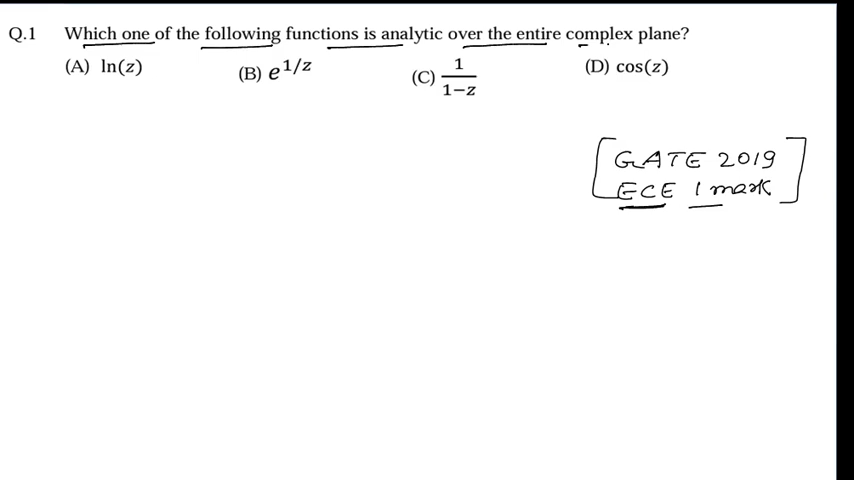 Q.1 Which one of the following functions is analytic over the entire complex plane?
(A) ln(z) (B) e^{1/z} (C) \frac{1}{1−z} (D) cos(z)
[GATE 2019
ECE 1 mark]